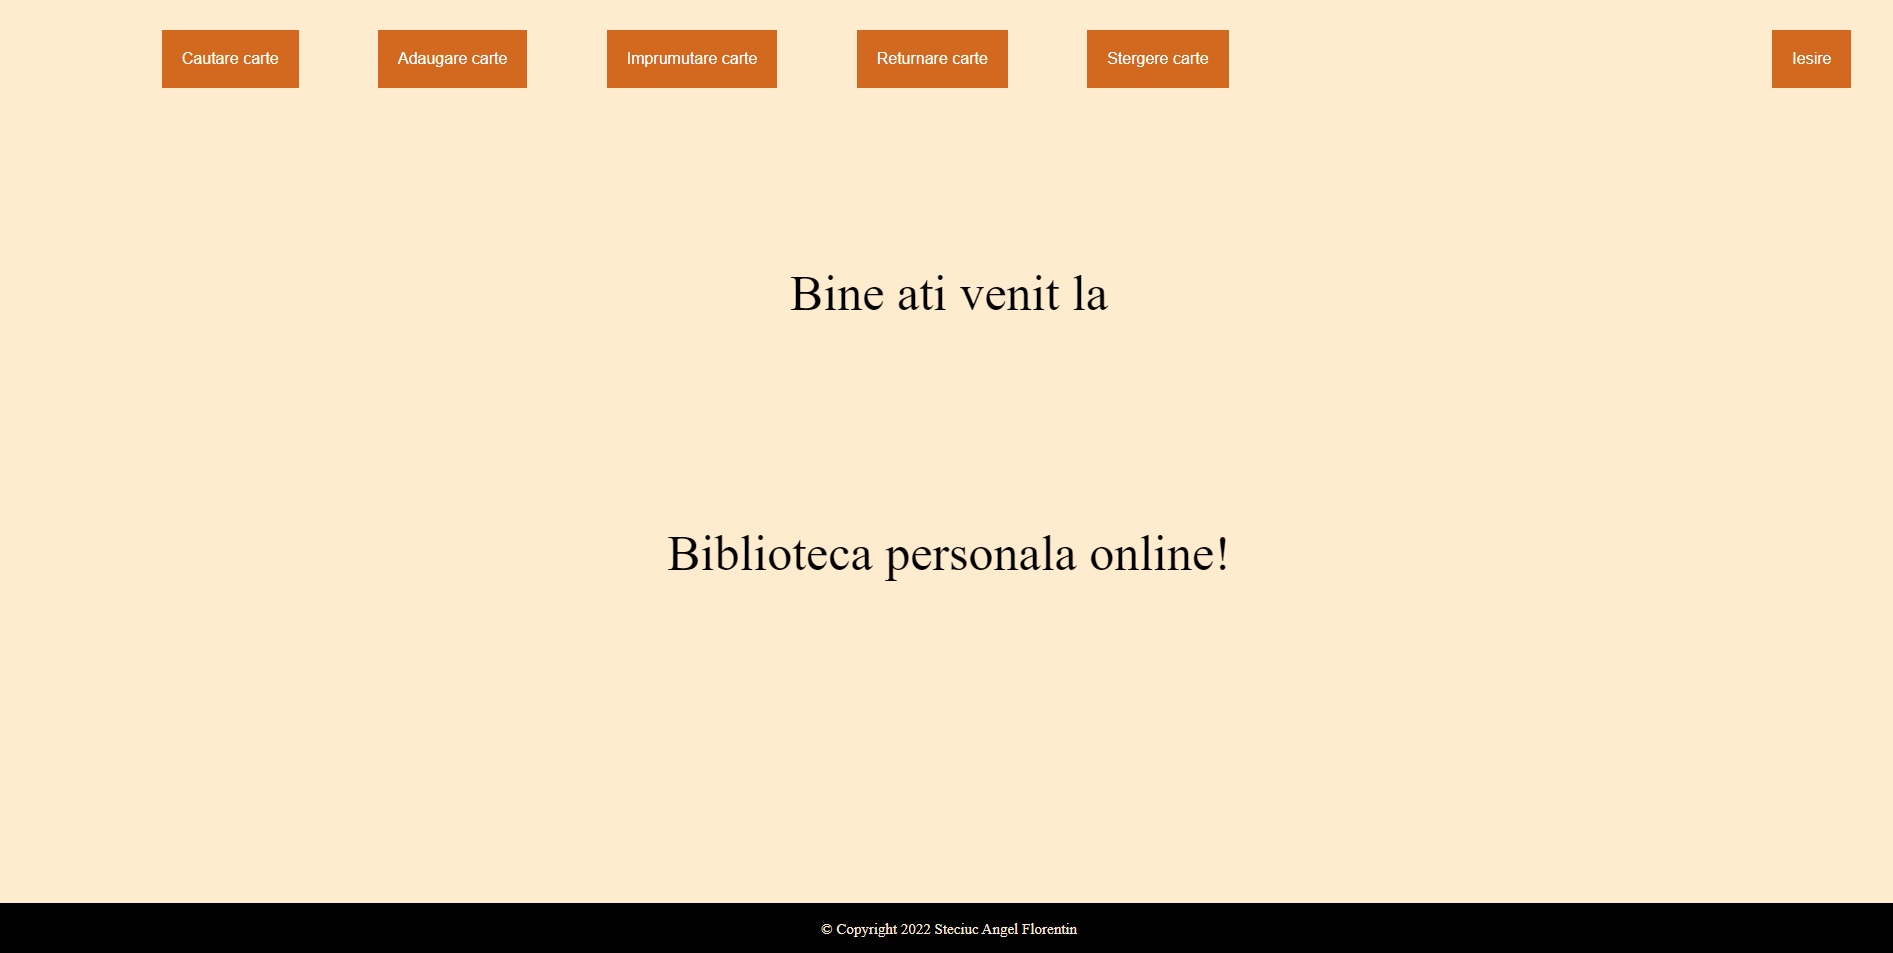 Cautare carte Adaugare carte Imprumutare carte Returnare carte Stergere carte Iesire
Bine ati venit la
Biblioteca personala online!
© Copyright 2022 Steciuc Angel Florentin